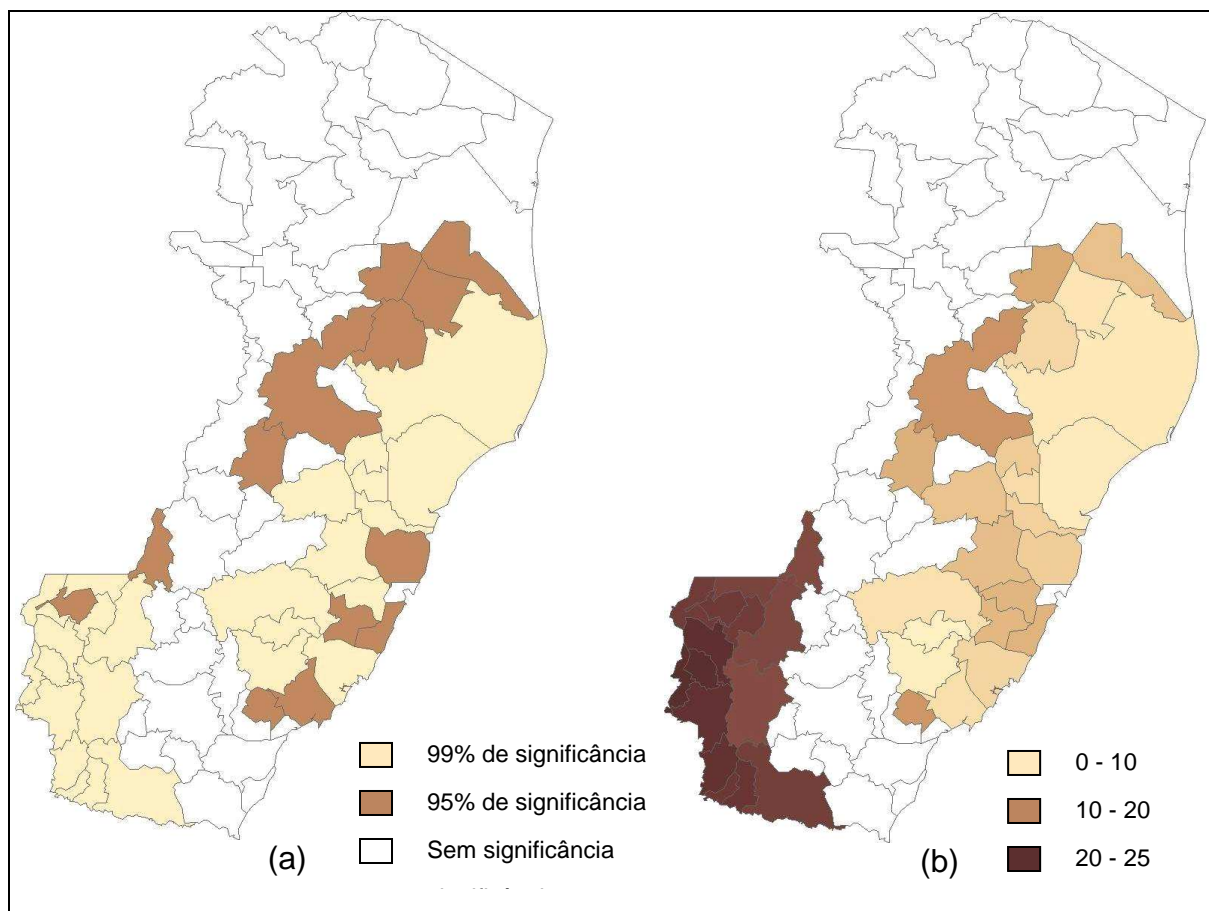 99% de significância
95% de significância
Sem significância
(a)
0 - 10
10 - 20
20 - 25
(b)